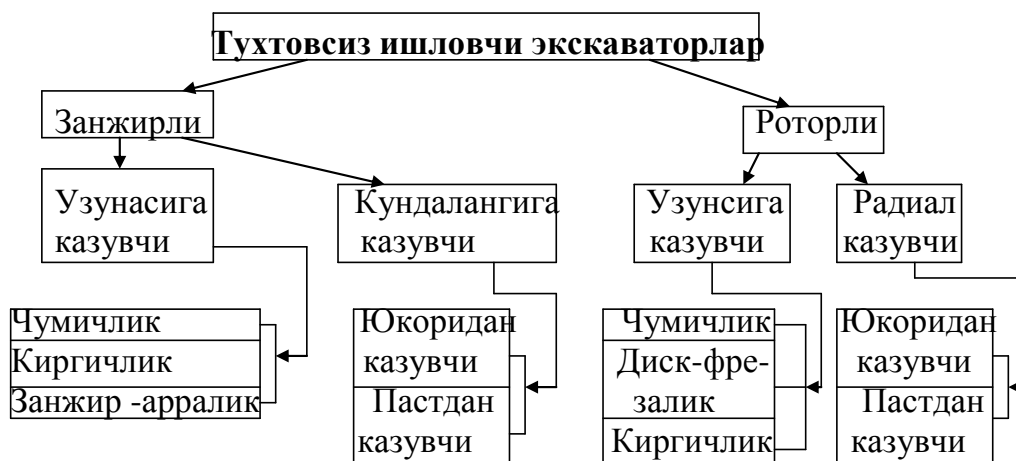 Тухтовсиз ишловчи экскаваторлар
Занжирли
Роторли
Узунасига
казувчи
Кундалангига
казувчи
Узунсига
казувчи
Радиал
казувчи
Чумичлик
Киргичлик
Занжир -арралик
Юкоридан
казувчи
Пастдан
казувчи
Чумичлик
Диск-фре-
залик
Киргичлик
Юкоридан
казувчи
Пастдан
казувчи